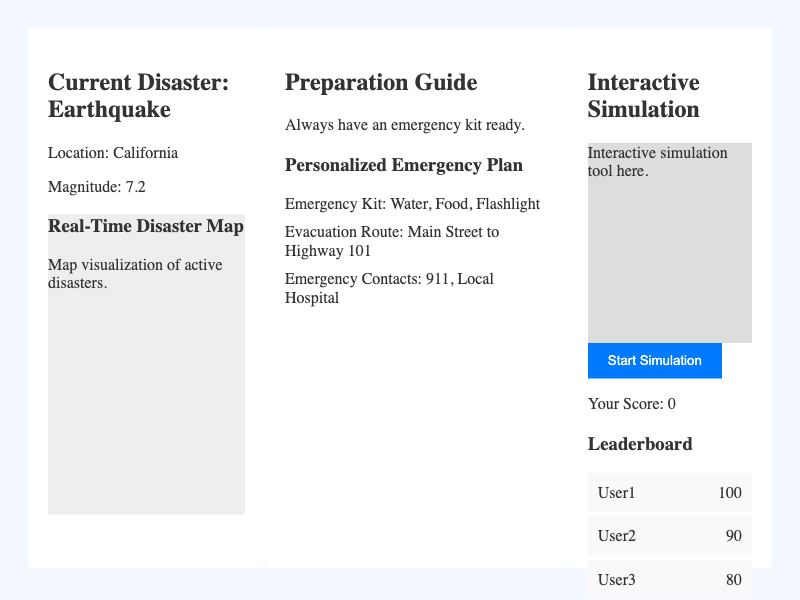 Current Disaster:
Earthquake
Location: California
Magnitude: 7.2
Real-Time Disaster Map
Map visualization of active
disasters.
Preparation Guide
Always have an emergency kit ready.
Personalized Emergency Plan
Emergency Kit: Water, Food, Flashlight
Evacuation Route: Main Street to
Highway 101
Emergency Contacts: 911, Local
Hospital
Interactive
Simulation
Interactive simulation
tool here.
Start Simulation
Your Score: 0
Leaderboard
User1 100
User2 90
User3 80